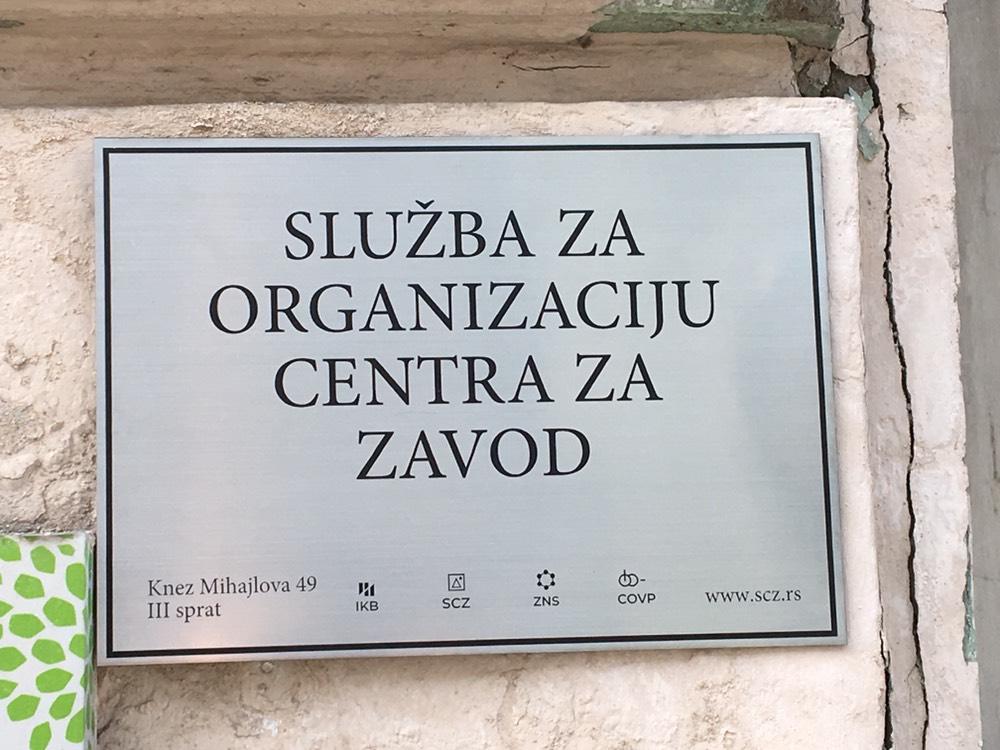 SLUŽBA ZA
ORGANIZACIJU
CENTRA ZA
ZAVOD
Knez Mihajlova 49
III sprat
IKB
SCZ
ZNS
COVP
www.scz.rs